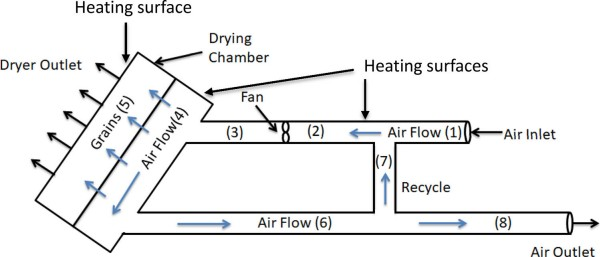 Heating surface
Drying
Chamber
Dryer Outlet
Heating surfaces
Fan
Grains (5)
Air Flow(4)
(3)
(2)
Air Flow (1)
Air Inlet
(7)
Recycle
Air Flow (6)
(8)
Air Outlet